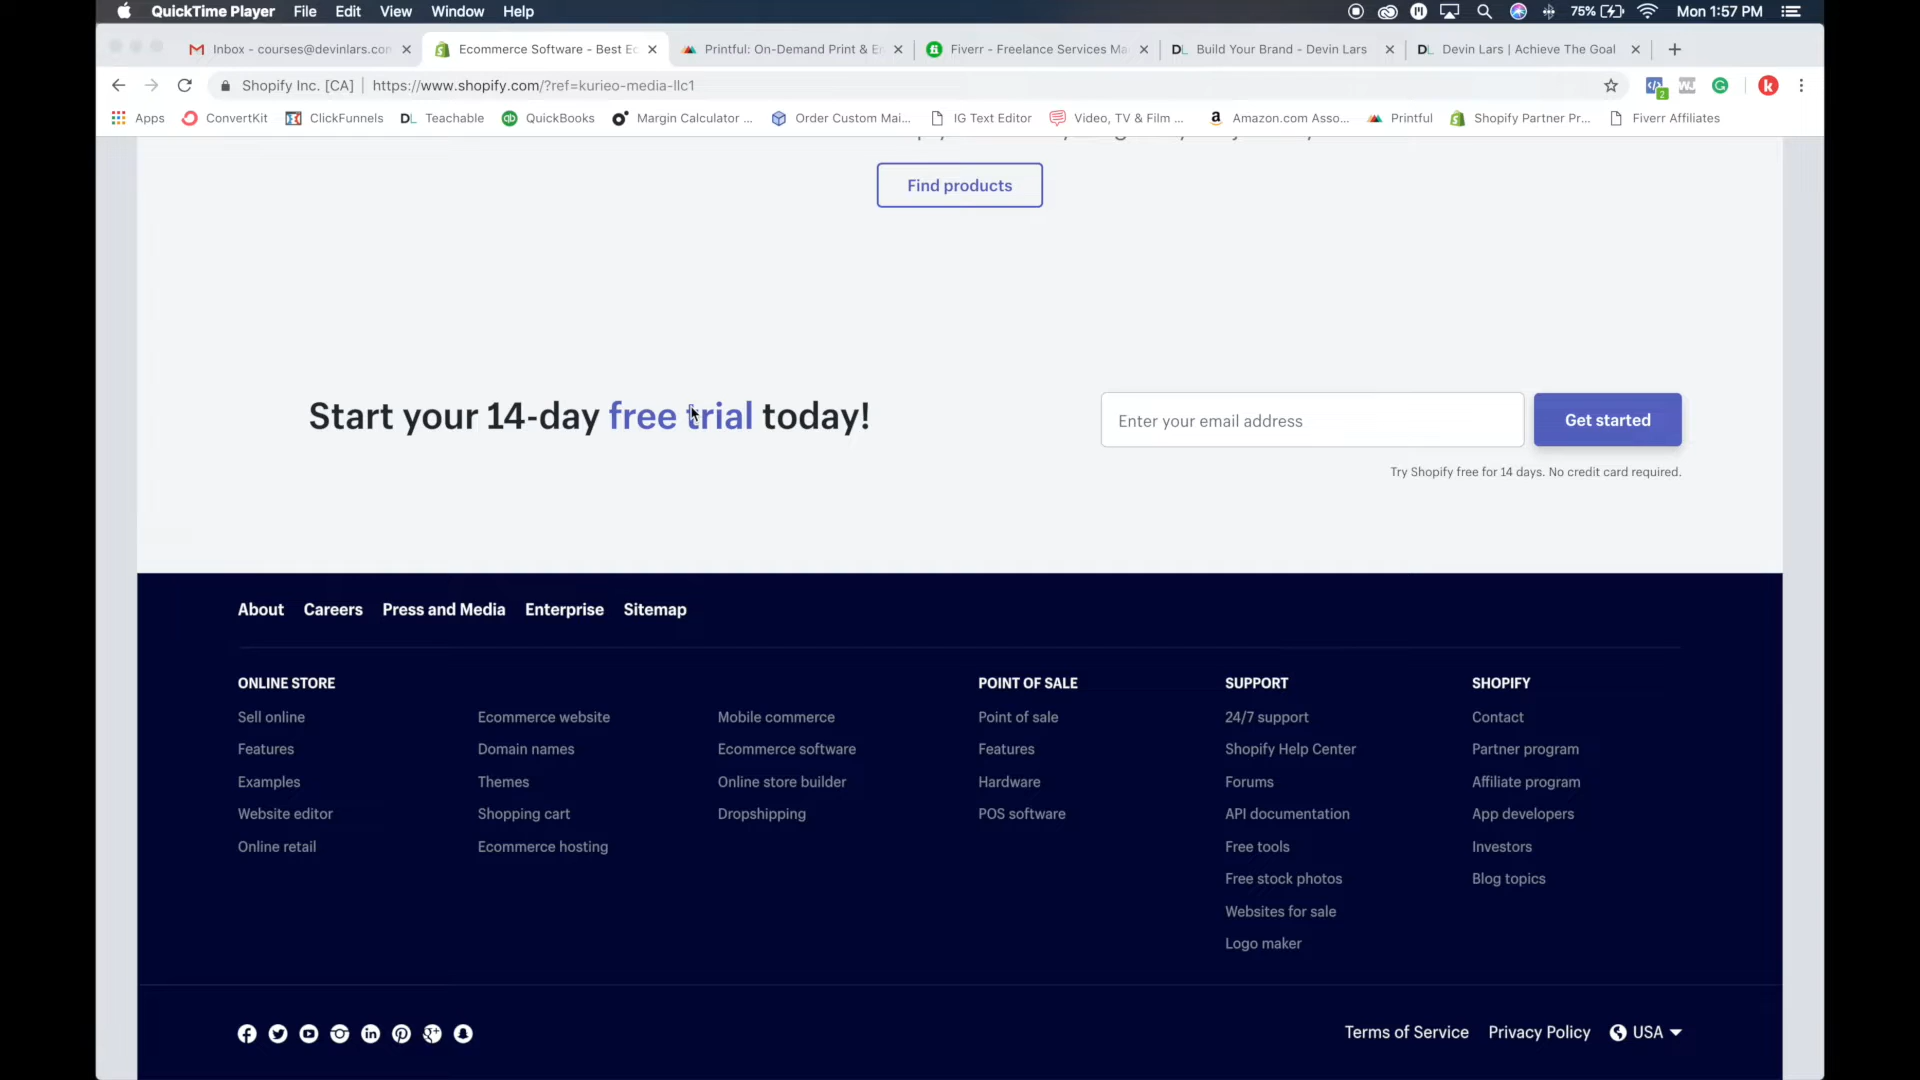 QuickTime Player File Edit View Window Help 75% Mon 1:57 PM
Inbox - courses@devinlars.con Ecommerce Software - Best Ec Printful: On-Demand Print & E Fiverr - Freelance Services Ma Build Your Brand - Devin Lars Devin Lars | Achieve The Goal
Shopify Inc. [CA] https://www.shopify.com/?ref=kurieo-media-llc1
Apps ConvertKit ClickFunnels DL Teachable QuickBooks Margin Calculator ... Order Custom Mai... IG Text Editor Video, TV & Film ... Amazon.com Asso... Printful Shopify Partner Pr... Fiverr Affiliates
Find products
Start your 14-day free trial today!
Enter your email address
Get started
Try Shopify free for 14 days. No credit card required.
About Careers Press and Media Enterprise Sitemap
ONLINE STORE POINT OF SALE SUPPORT SHOPIFY
Sell online Ecommerce website Mobile commerce Point of sale 24/7 support Contact
Features Domain names Ecommerce software Features Shopify Help Center Partner program
Examples Themes Online store builder Hardware Forums Affiliate program
Website editor Shopping cart Dropshipping POS software API documentation App developers
Online retail Ecommerce hosting Free tools Investors
Free stock photos Blog topics
Websites for sale
Logo maker
Terms of Service Privacy Policy USA